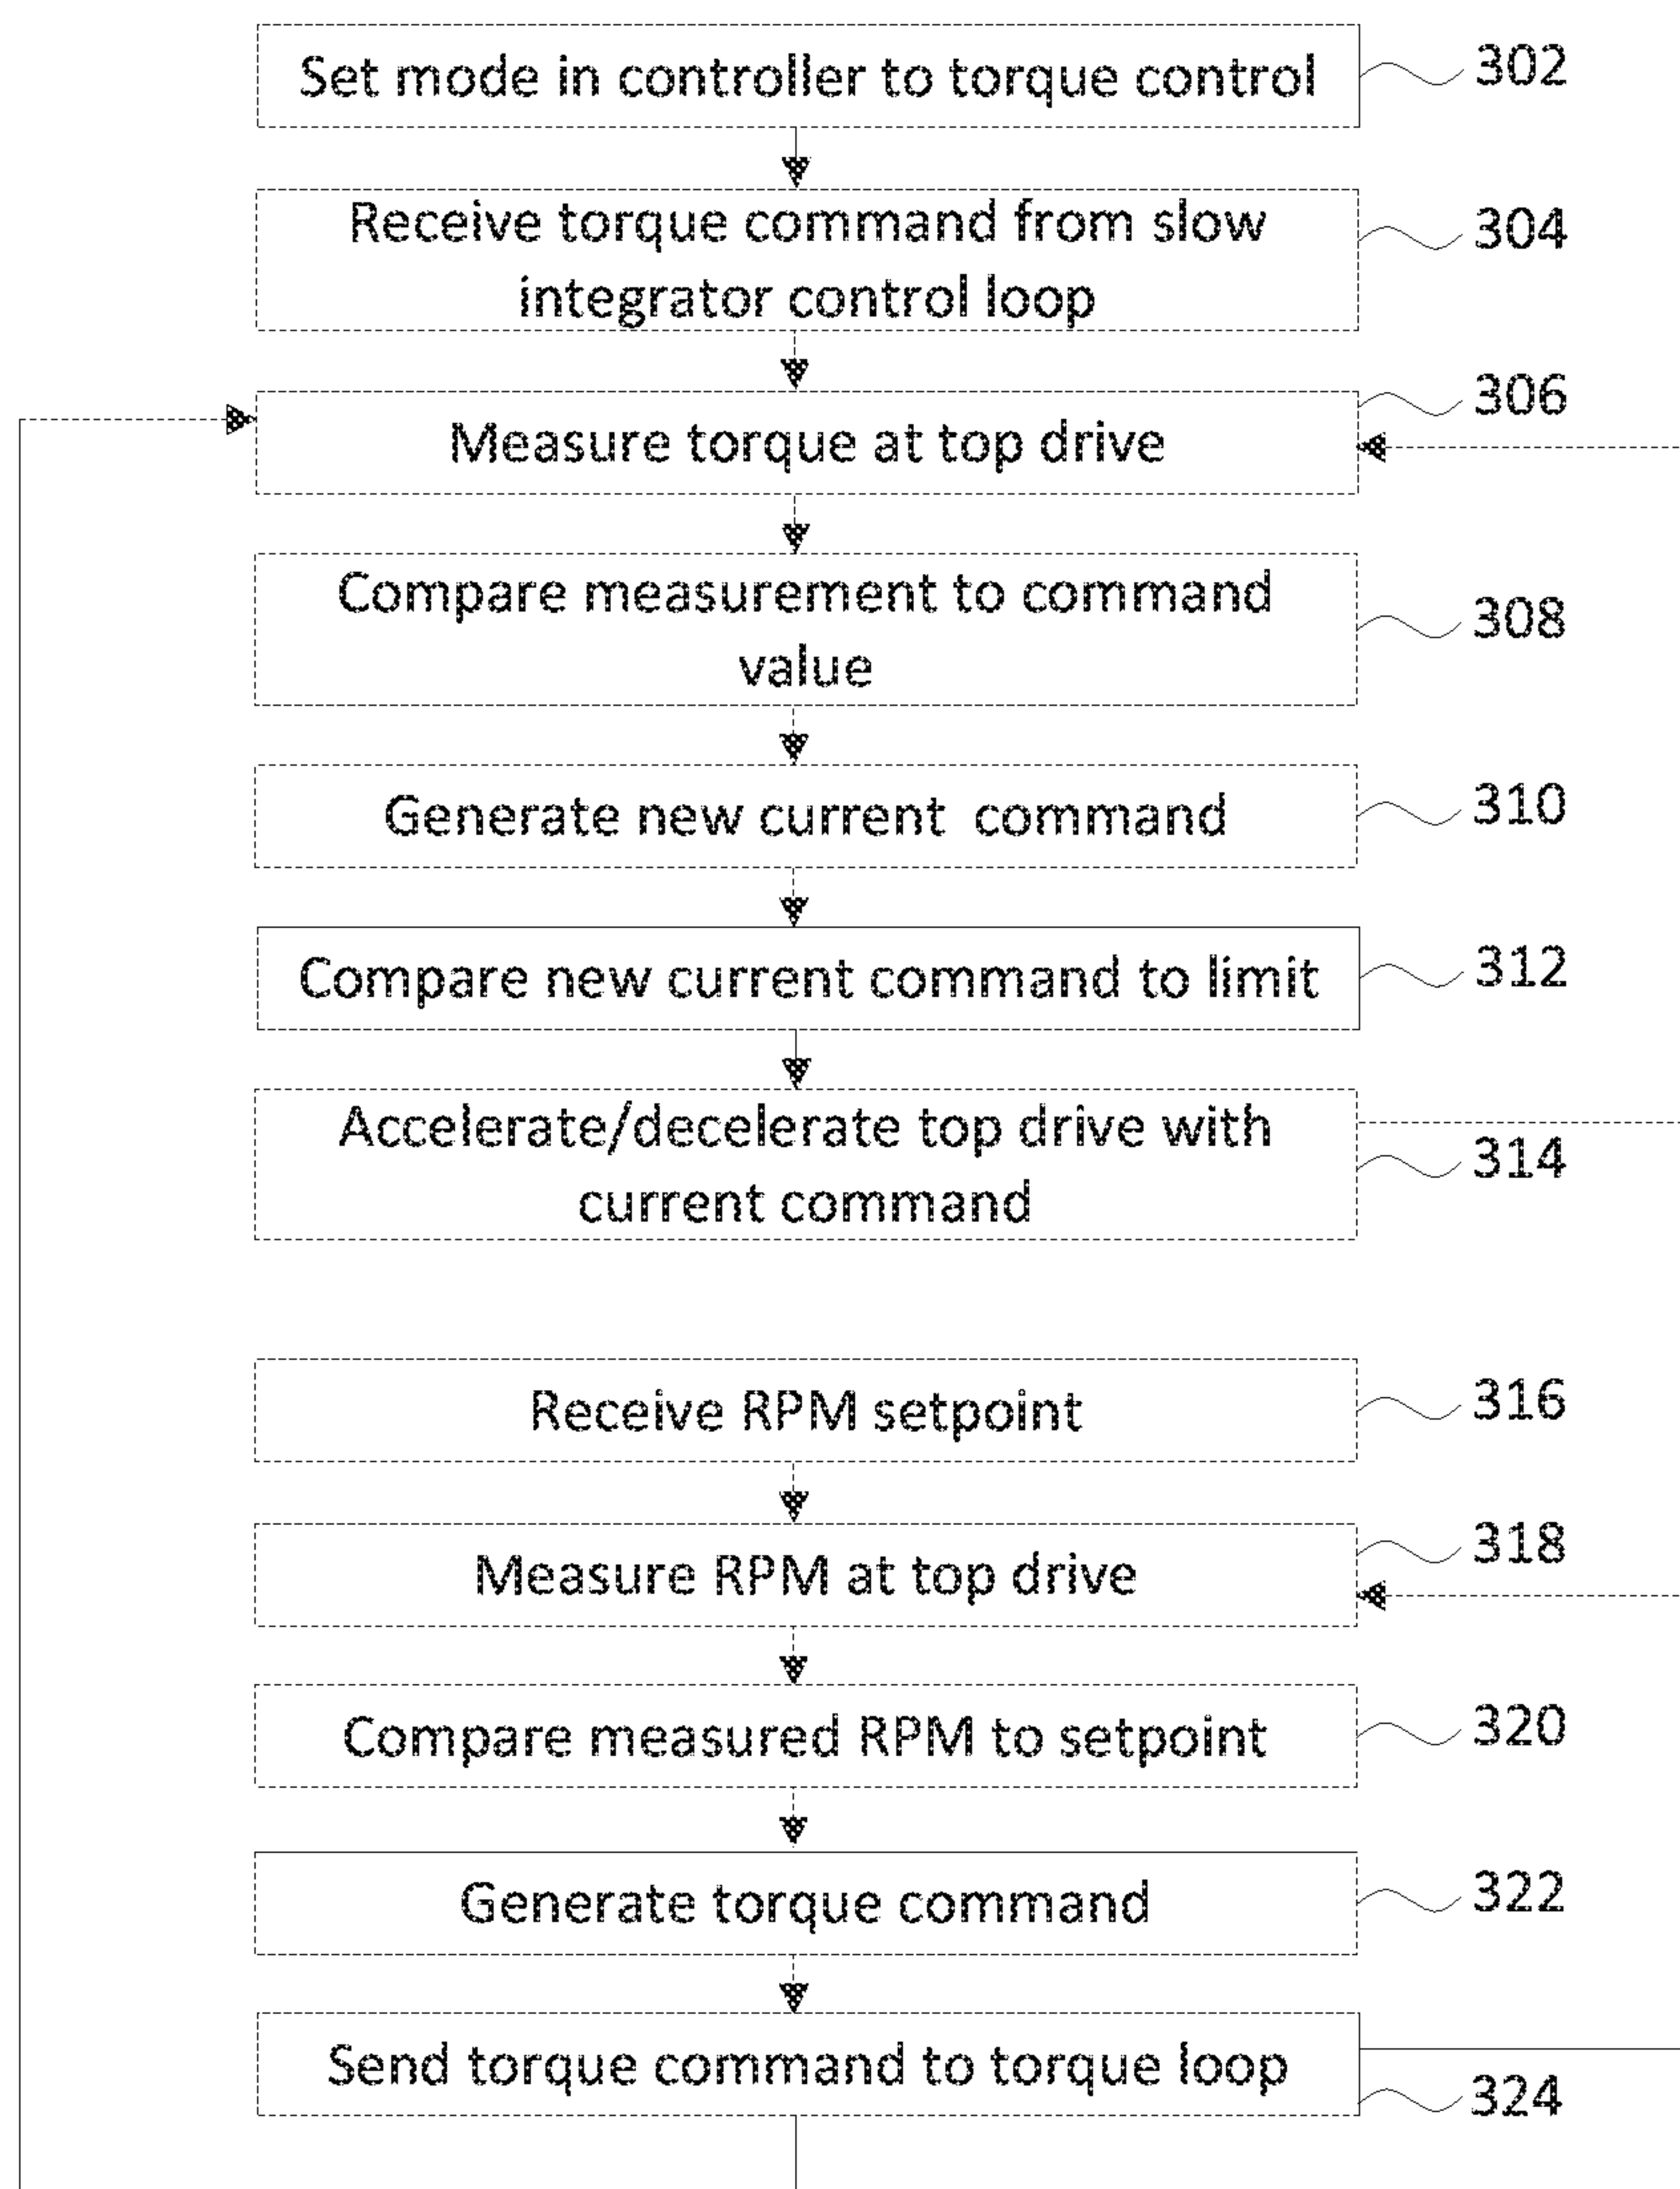 Set mode in controller to torque control
302
Receive torque command from slow
integrator control loop
304
Measure torque at top drive
306
Compare measurement to command
value
308
Generate new current command
310
Compare new current command to limit
312
Accelerate/decelerate top drive with
current command
314
Receive RPM setpoint
316
Measure RPM at top drive
318
Compare measured RPM to setpoint
320
Generate torque command
322
Send torque command to torque loop
324